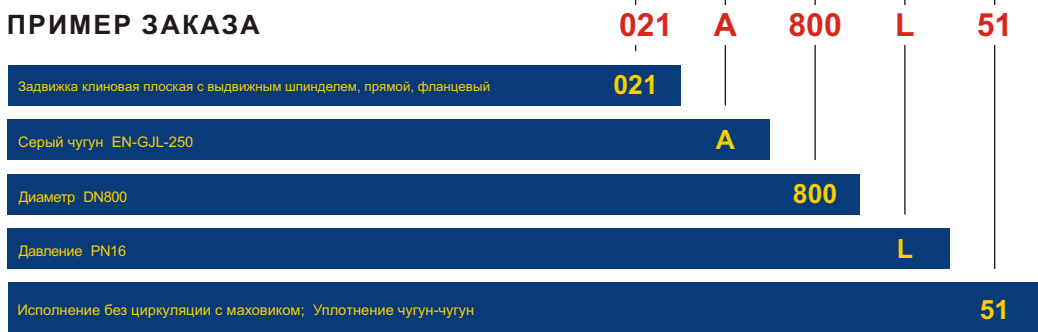 ПРИМЕР ЗАКАЗА 021 A 800 L 51
Задвижка клиновая плоская с выдвижным шпинделем, прямой, фланцевый 021
Серый чугун EN-GJL-250 A
Диаметр DN800 800
Давление PN16 L
Исполнение без циркуляции с маховиком; Уплотнение чугун-чугун 51